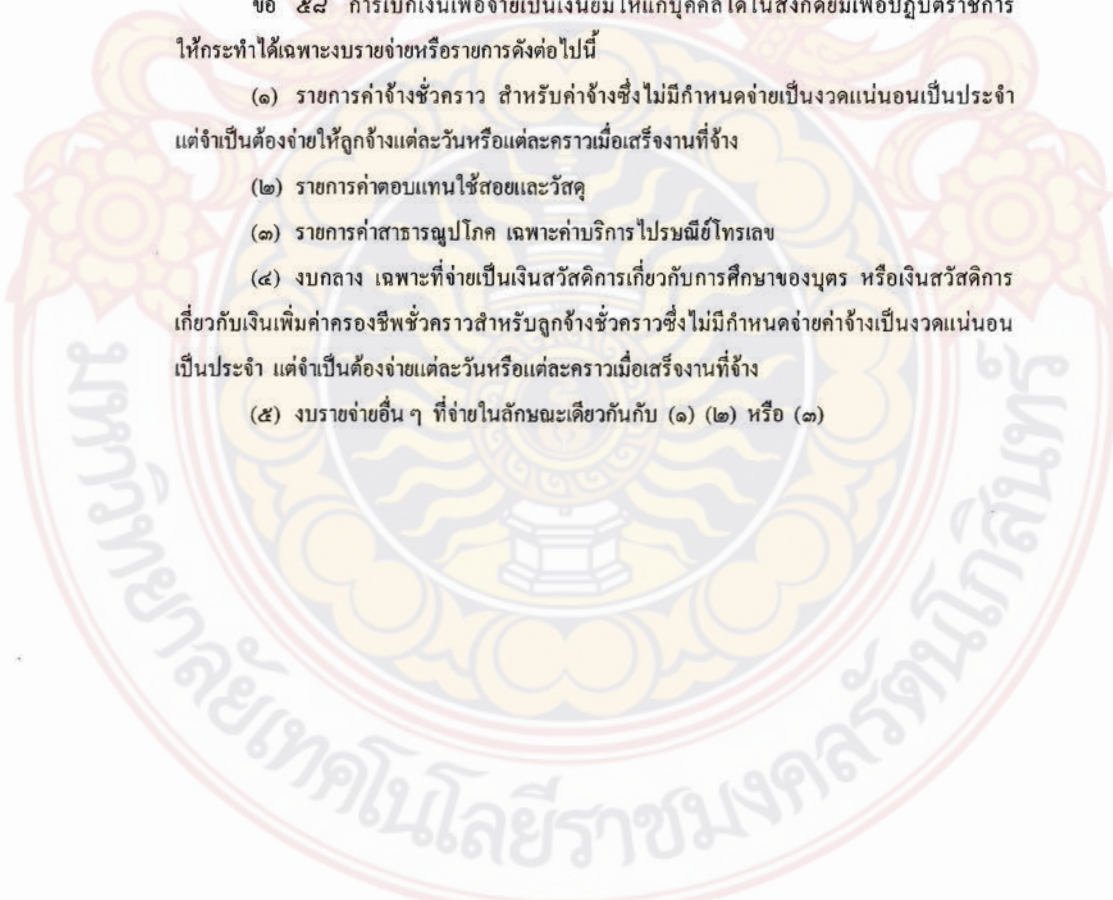 ข้อ ๕๘ การเบิกเงินเพื่อจ่ายเป็นเงินยืมให้แก่บุคคลใดในสังกัดยืมเพื่อปฏิบัติราชการ
ให้กระทำได้เฉพาะงบรายจ่ายหรือรายการดังต่อไปนี้
(๑) รายการค่าจ้างชั่วคราว สำหรับค่าจ้างซึ่งไม่มีกำหนดจ่ายเป็นงวดแน่นอนเป็นประจำ
แต่จำเป็นต้องจ่ายให้ลูกจ้างแต่ละวันหรือแต่ละคราวเมื่อเสร็จงานที่จ้าง
(๒) รายการค่าตอบแทนใช้สอยและวัสดุ
(๓) รายการค่าสาธารณูปโภค เฉพาะค่าบริการไปรษณีย์โทรเลข
(๔) งบกลาง เฉพาะที่จ่ายเป็นเงินสวัสดิการเกี่ยวกับการศึกษาของบุตร หรือเงินสวัสดิการ
เกี่ยวกับเงินเพิ่มค่าครองชีพชั่วคราวสำหรับลูกจ้างชั่วคราวซึ่งไม่มีกำหนดจ่ายค่าจ้างเป็นงวดแน่นอน
เป็นประจำ แต่จำเป็นต้องจ่ายแต่ละวันหรือแต่ละคราวเมื่อเสร็จงานที่จ้าง
(๕) งบรายจ่ายอื่น ๆ ที่จ่ายในลักษณะเดียวกันกับ (๑) (๒) หรือ (๓)
มหาวิทยาลัยเทคโนโลยีราชมงคลรัตนโกสินทร์